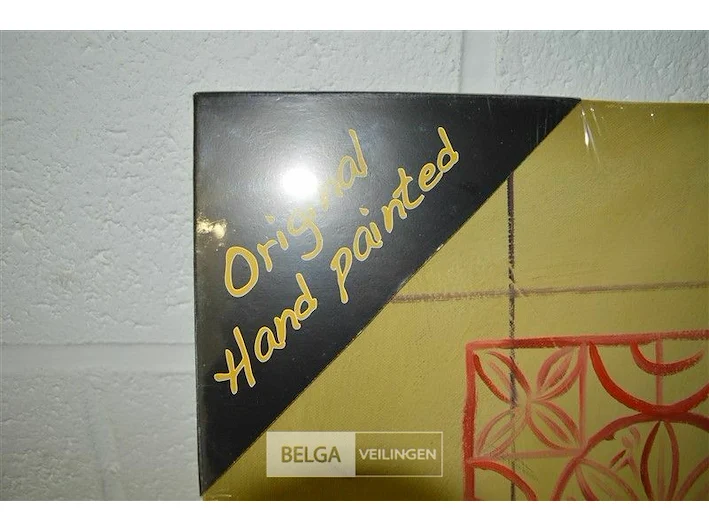 Original
Hand painted
BELGA VEILINGEN